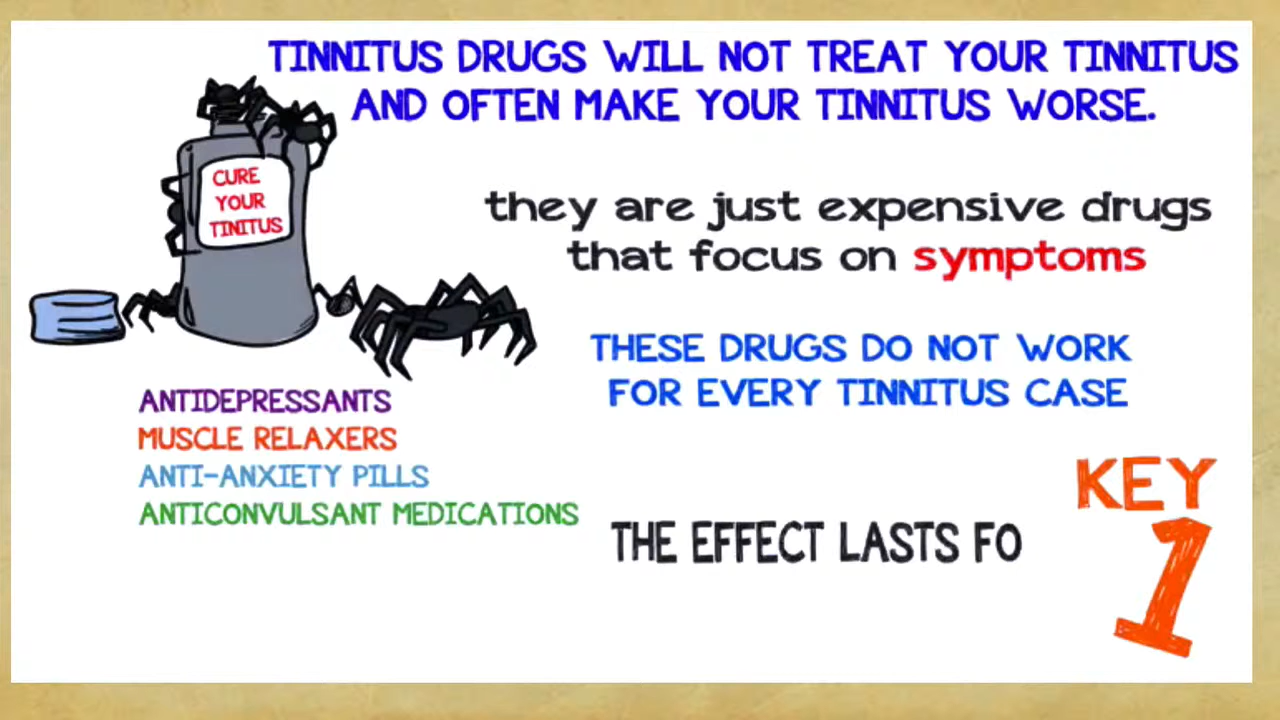 TINNITUS DRUGS WILL NOT TREAT YOUR TINNITUS
AND OFTEN MAKE YOUR TINNITUS WORSE.
CURE
YOUR
TINITUS
they are just expensive drugs
that focus on symptoms
THESE DRUGS DO NOT WORK
FOR EVERY TINNITUS CASE
ANTIDEPRESSANTS
MUSCLE RELAXERS
ANTI-ANXIETY PILLS
ANTICONVULSANT MEDICATIONS
THE EFFECT LASTS FO
KEY
1